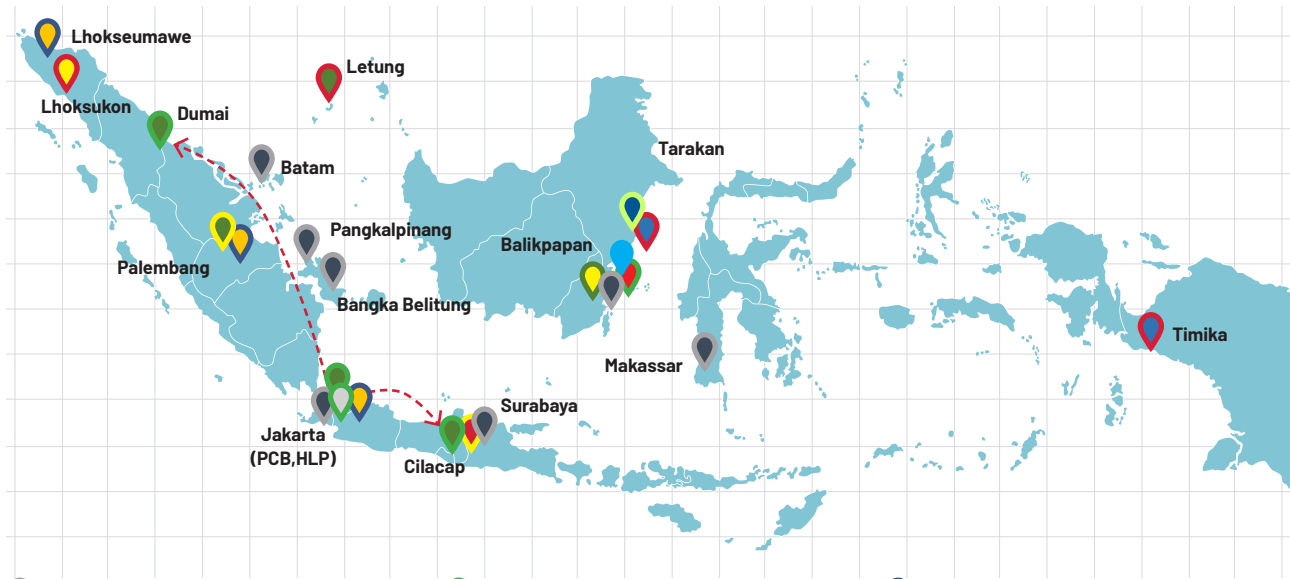 Lhokseumawe
Letung
Lhoksukon
Dumai
Tarakan
Batam
Pangkalpinang
Balikpapan
Palembang
Bangka Belitung
Timika
Makassar
Surabaya
Jakarta
(PCB,HLP)
Cilacap